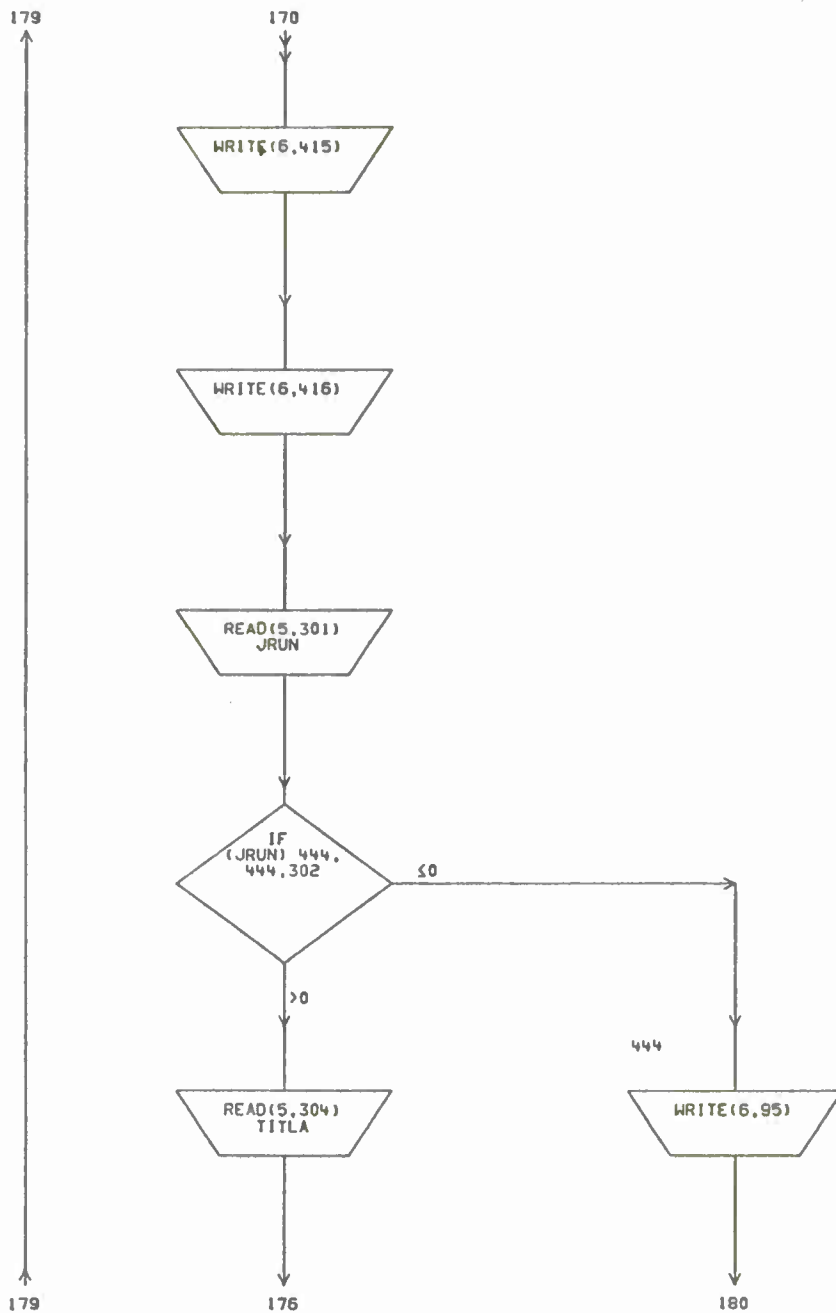 179
170
WRITE(6,415)
WRITE(6,416)
READ(5,301)
JRUN
IF
(JRUN) 444,
444,302
≤0
>0
444
READ(5,304)
TITLA
WRITE(6,95)
179
176
180